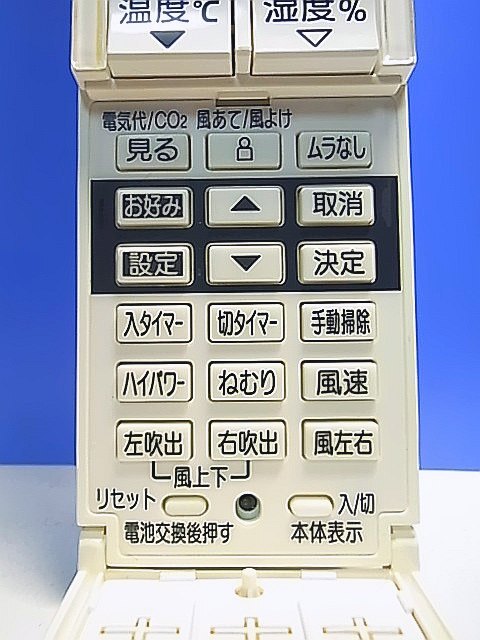 温度℃ 湿度%
電気代/CO2 風あて/風よけ
見る ムラなし
お好み 取消
設定 決定
入タイマー 切タイマー 手動掃除
ハイパワー ねむり 風速
左吹出 右吹出 風左右
風上下
リセット 入/切
電池交換後押す 本体表示